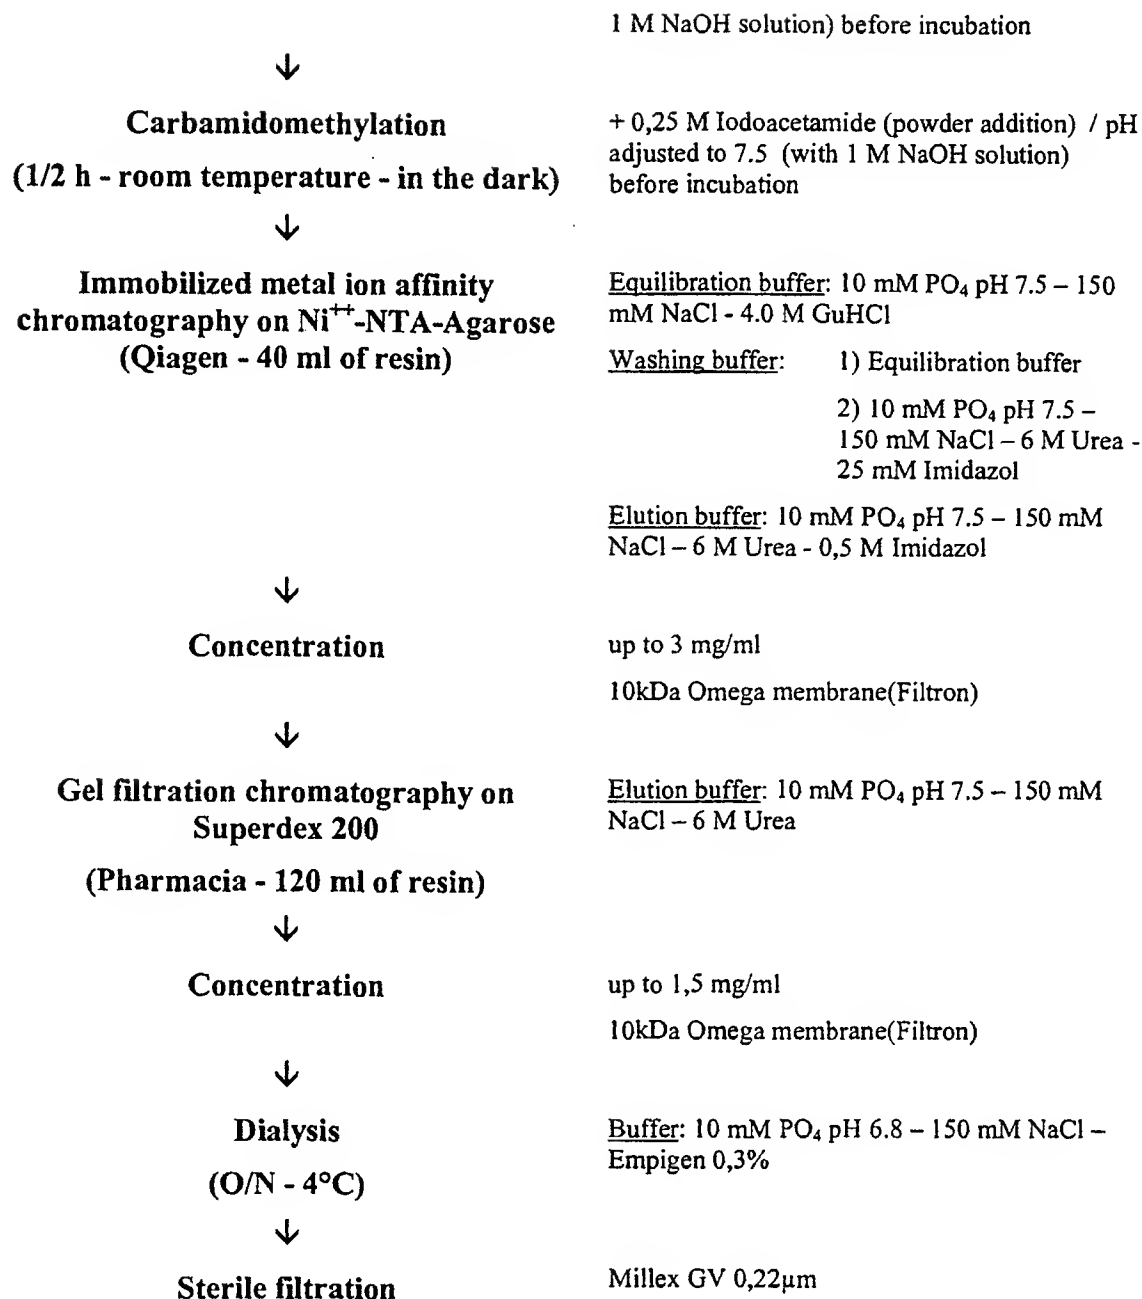 1 M NaOH solution) before incubation
↓
Carbamidomethylation
(1/2 h - room temperature - in the dark)
+ 0,25 M Iodoacetamide (powder addition) / pH
adjusted to 7.5 (with 1 M NaOH solution)
before incubation
↓
Immobilized metal ion affinity
chromatography on Ni⁺⁺-NTA-Agarose
(Qiagen - 40 ml of resin)
Equilibration buffer: 10 mM PO₄ pH 7.5 – 150
mM NaCl - 4.0 M GuHCl
Washing buffer: 1) Equilibration buffer
2) 10 mM PO₄ pH 7.5 –
150 mM NaCl – 6 M Urea -
25 mM Imidazol
Elution buffer: 10 mM PO₄ pH 7.5 – 150 mM
NaCl – 6 M Urea - 0,5 M Imidazol
↓
Concentration
up to 3 mg/ml
10kDa Omega membrane(Filtron)
↓
Gel filtration chromatography on
Superdex 200
(Pharmacia - 120 ml of resin)
Elution buffer: 10 mM PO₄ pH 7.5 – 150 mM
NaCl – 6 M Urea
↓
Concentration
up to 1,5 mg/ml
10kDa Omega membrane(Filtron)
↓
Dialysis
(O/N - 4°C)
Buffer: 10 mM PO₄ pH 6.8 – 150 mM NaCl –
Empigen 0,3%
↓
Sterile filtration
Millex GV 0,22µm